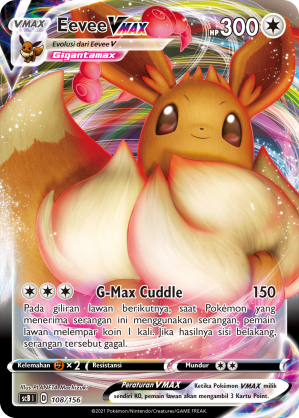 VMAX
Eevee VMAX
HP 300
Evolusi dari Eevee V
Gigantamax
G-Max Cuddle 150
Pada giliran lawan berikutnya, saat Pokémon yang
menerima serangan ini menggunakan serangan, pemain
lawan melempar koin 1 kali. Jika hasilnya sisi belakang,
serangan tersebut gagal.
Kelemahan ×2 Resistansi Mundur
Illus. PLANETA Mochizuki
Peraturan VMAX
Ketika Pokémon VMAX milik
sendiri KO, pemain lawan akan mengambil 3 Kartu Point.
D 108/156
©2021 Pokémon/Nintendo/Creatures/GAME FREAK.